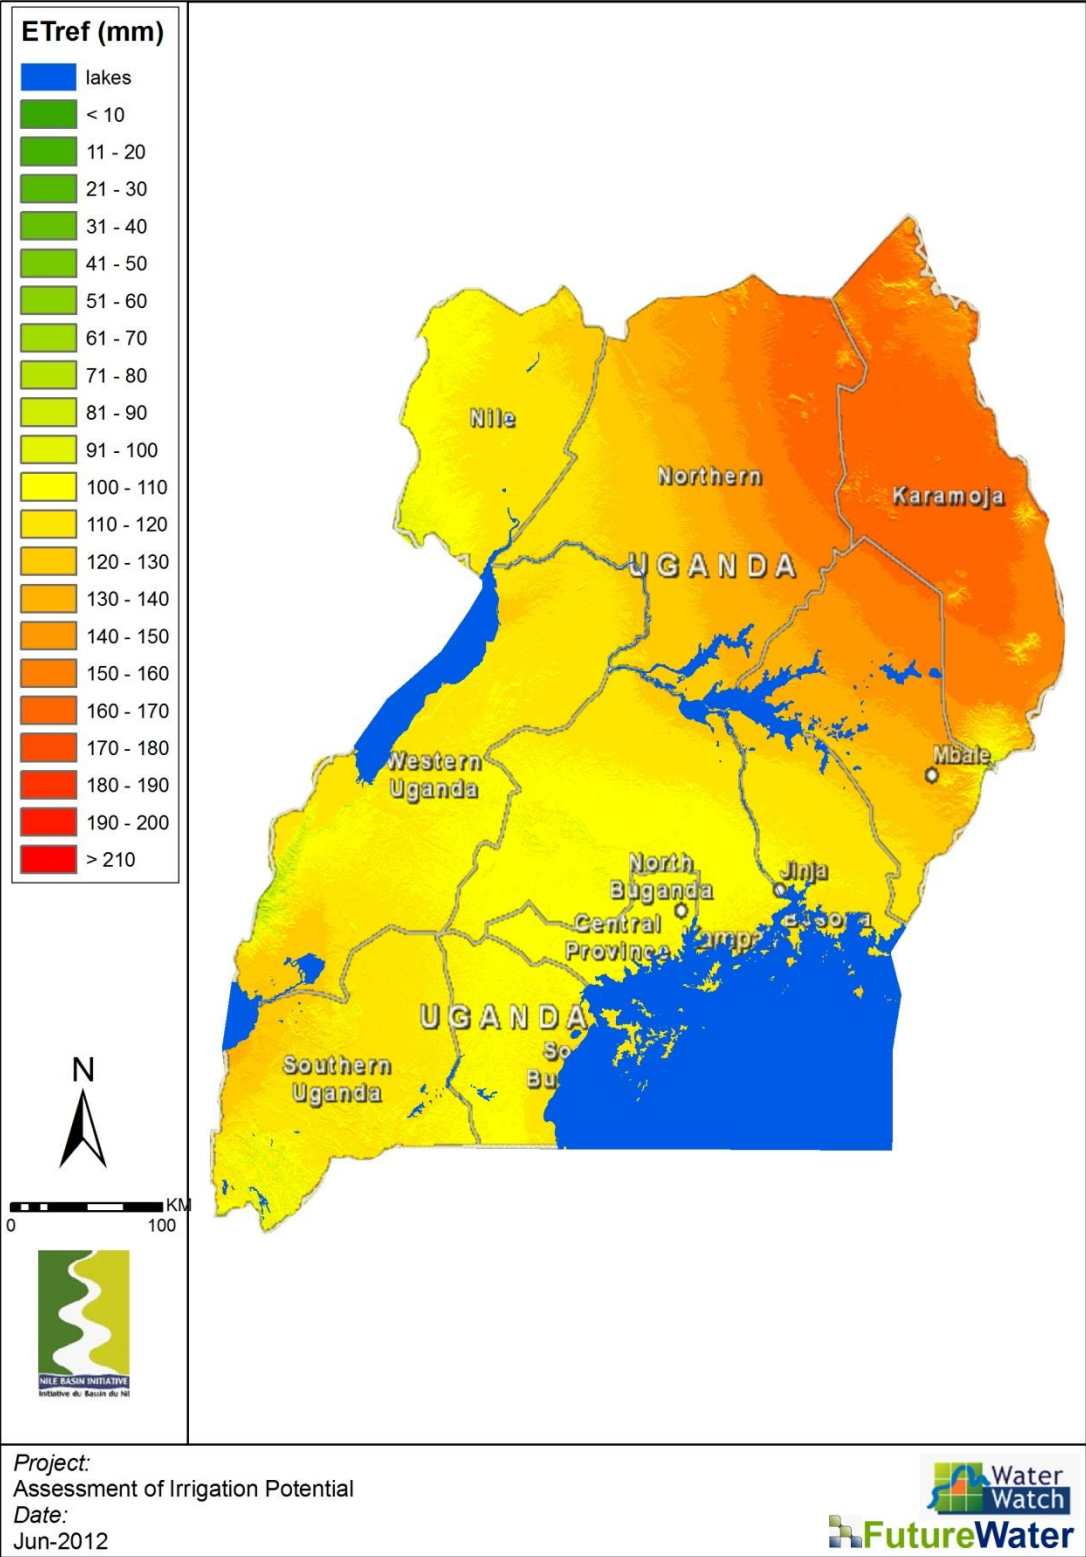 ETref (mm)
lakes
< 10
11 - 20
21 - 30
31 - 40
41 - 50
51 - 60
61 - 70
71 - 80
81 - 90
91 - 100
100 - 110
110 - 120
120 - 130
130 - 140
140 - 150
150 - 160
160 - 170
170 - 180
180 - 190
190 - 200
> 210
Nile
Northern
Karamoja
UGANDA
Western
Uganda
Mbale
North
Buganda
Jinja
Central
Province
UGANDA
So
Bu
Southern
Uganda
N
KM
0 100
NILE BASIN INITIATIVE
Initiative du Bassin du Nil
Project:
Assessment of Irrigation Potential
Date:
Jun-2012
Water
Watch
FutureWater